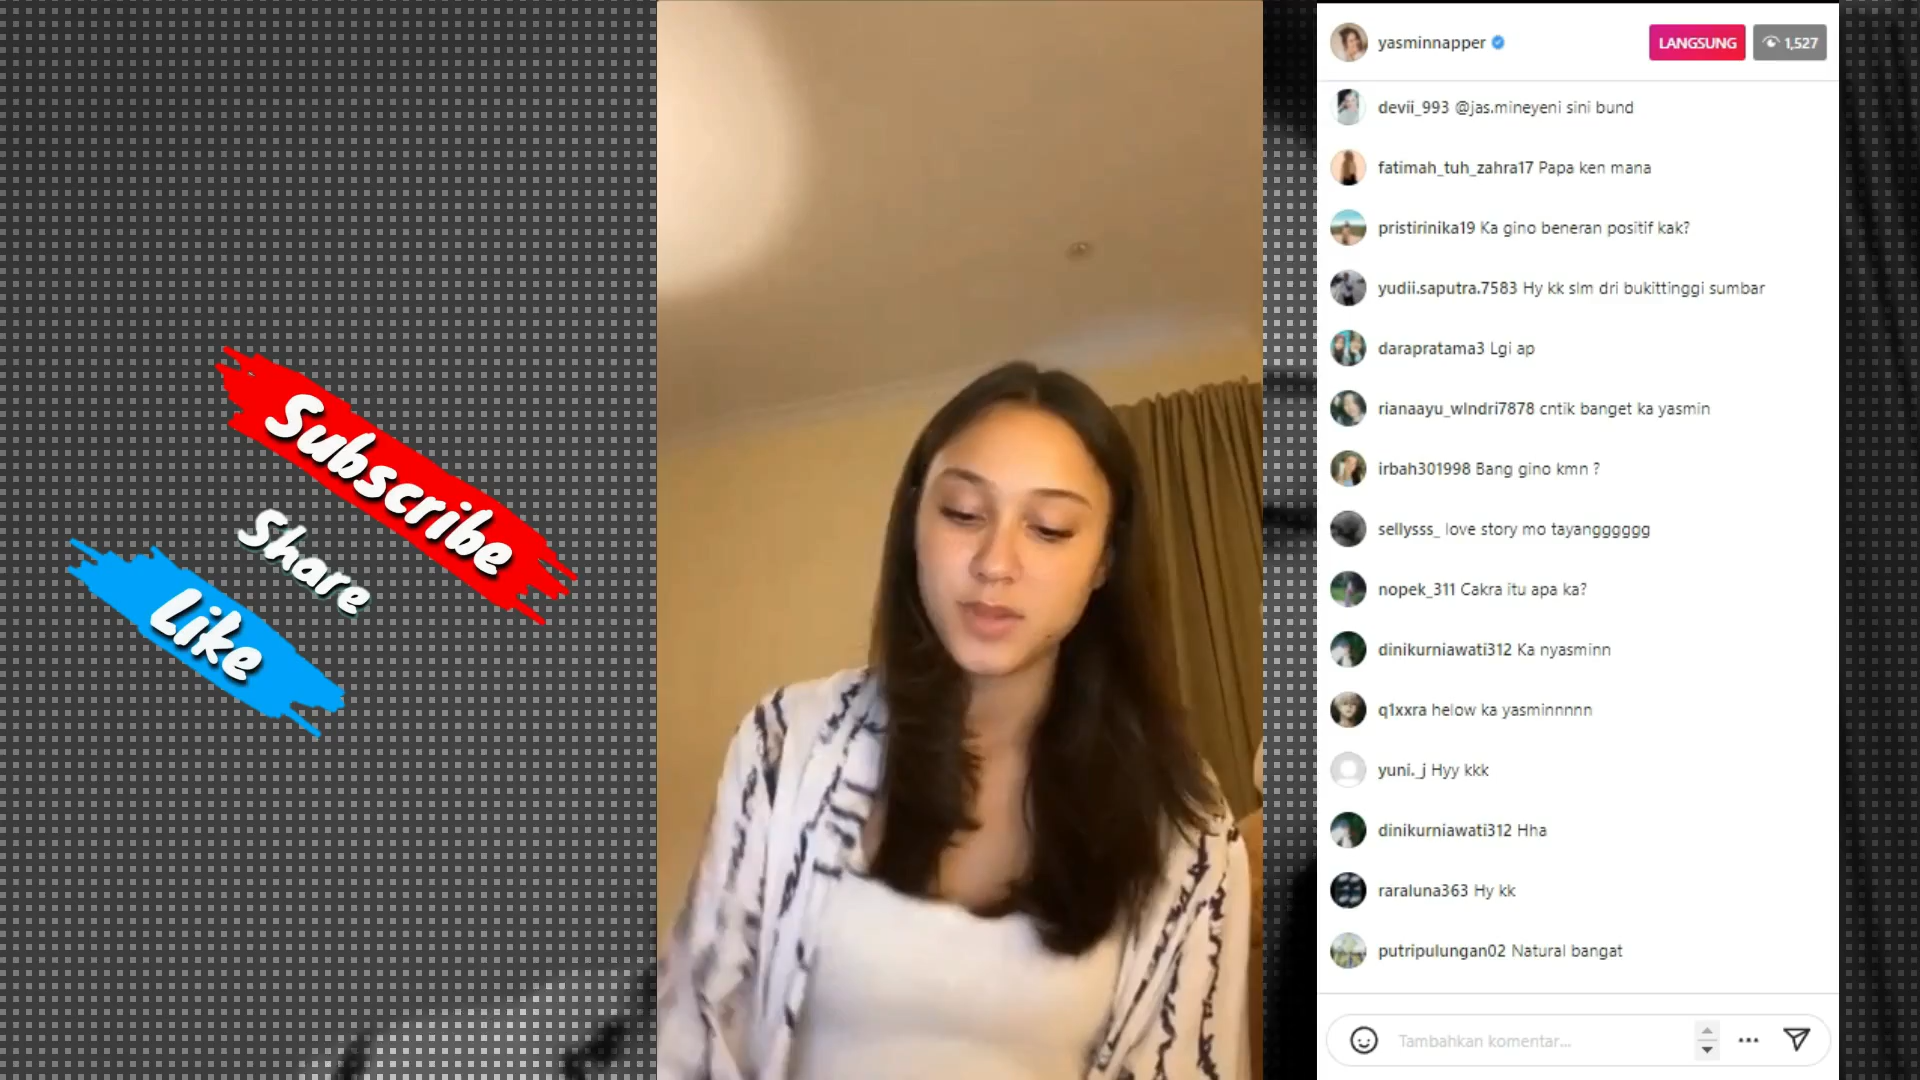 Subscribe
Share
Like
yasminnapper
LANGSUNG
1,527
devii_993 @jas.mineyeni sini bund
fatimah_tuh_zahra17 Papa ken mana
pristirinika19 Ka gino beneran positif kak?
yudii.saputra.7583 Hy kk slm dri bukittinggi sumbar
darapratama3 Lgi ap
rianaayu_wlndri7878 cntik banget ka yasmin
irbah301998 Bang gino kmn ?
sellysss_ love story mo tayangggggg
nopek_311 Cakra itu apa ka?
dinikurniawati312 Ka nyasminn
q1xxra helow ka yasminnnnn
yuni._j Hyy kkk
dinikurniawati312 Hha
raraluna363 Hy kk
putripulungan02 Natural bangat
Tambahkan komentar...